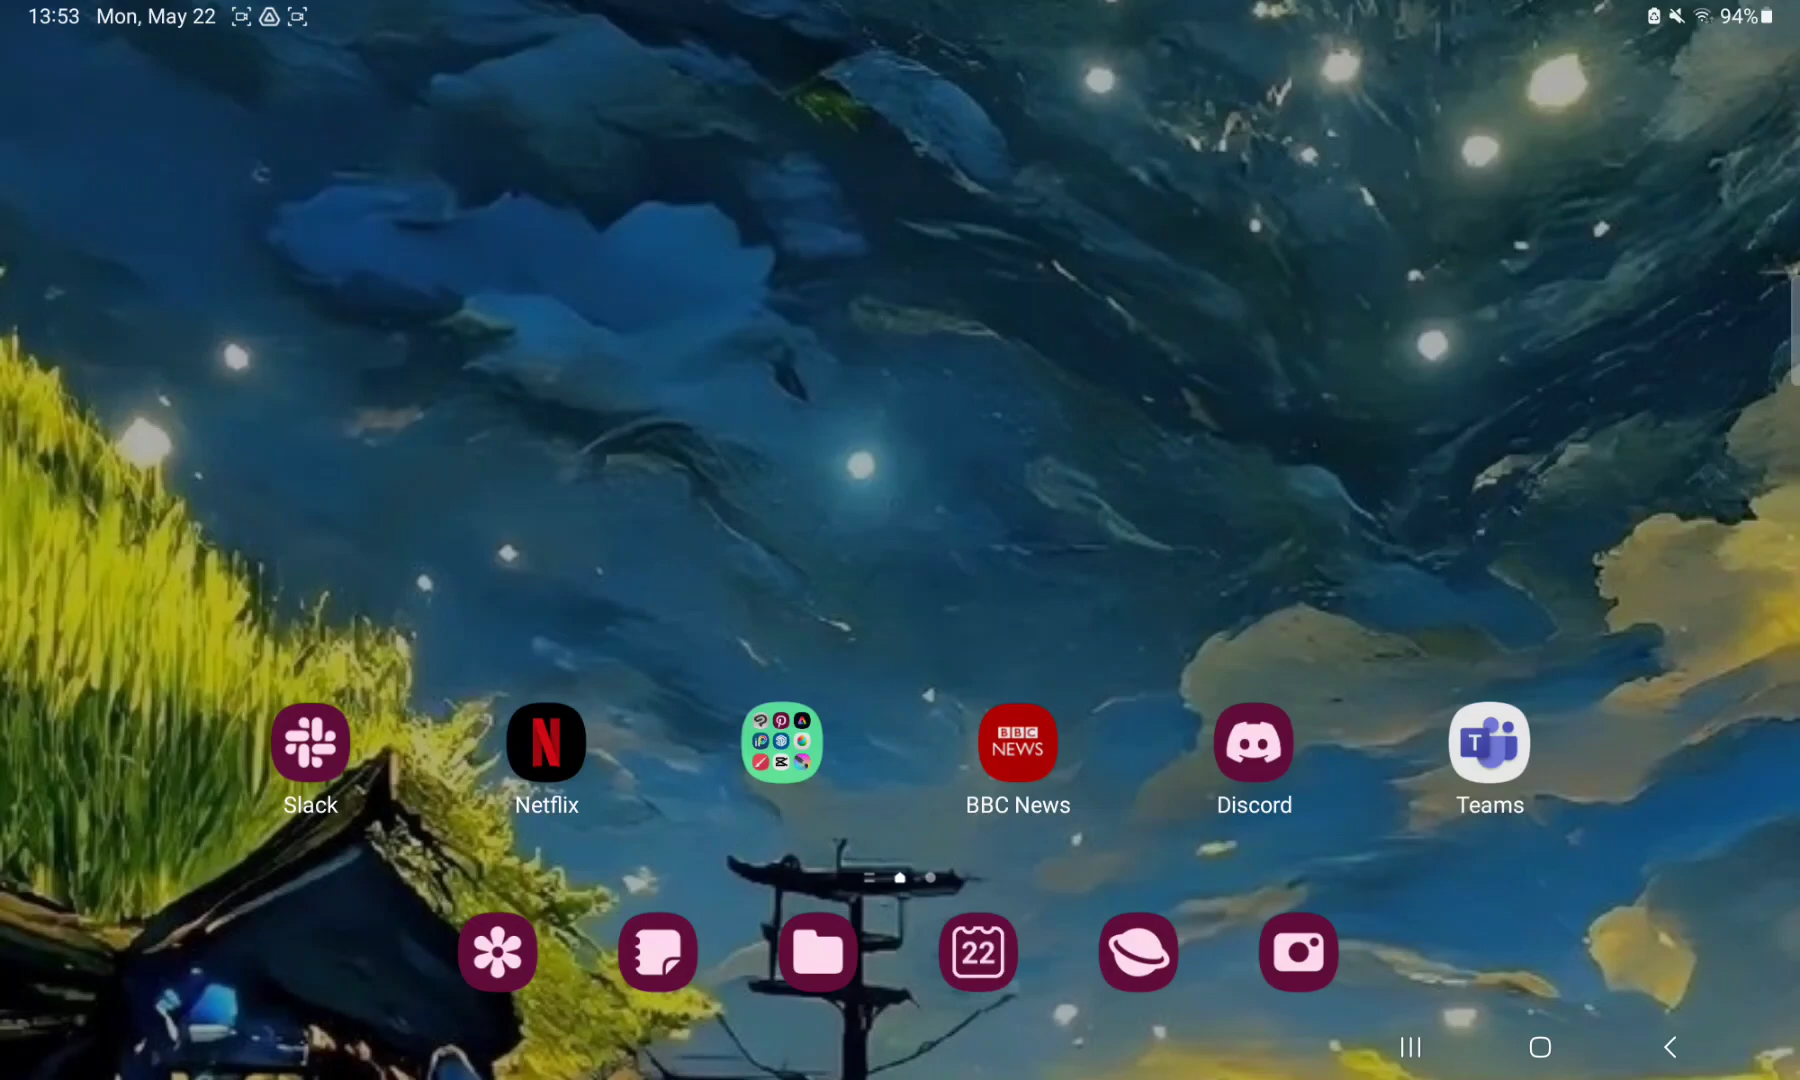 13:53 Mon, May 22 94%
N
BBC
NEWS
T
Slack Netflix BBC News Discord Teams
22